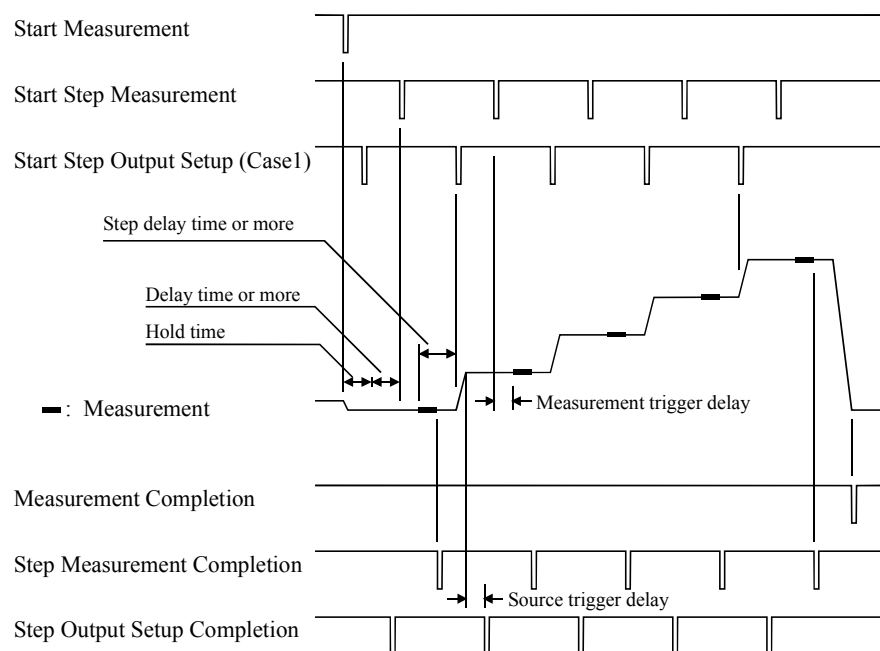 Start Measurement
Start Step Measurement
Start Step Output Setup (Case1)
Step delay time or more
Delay time or more
Hold time
: Measurement
Measurement trigger delay
Measurement Completion
Step Measurement Completion
Source trigger delay
Step Output Setup Completion